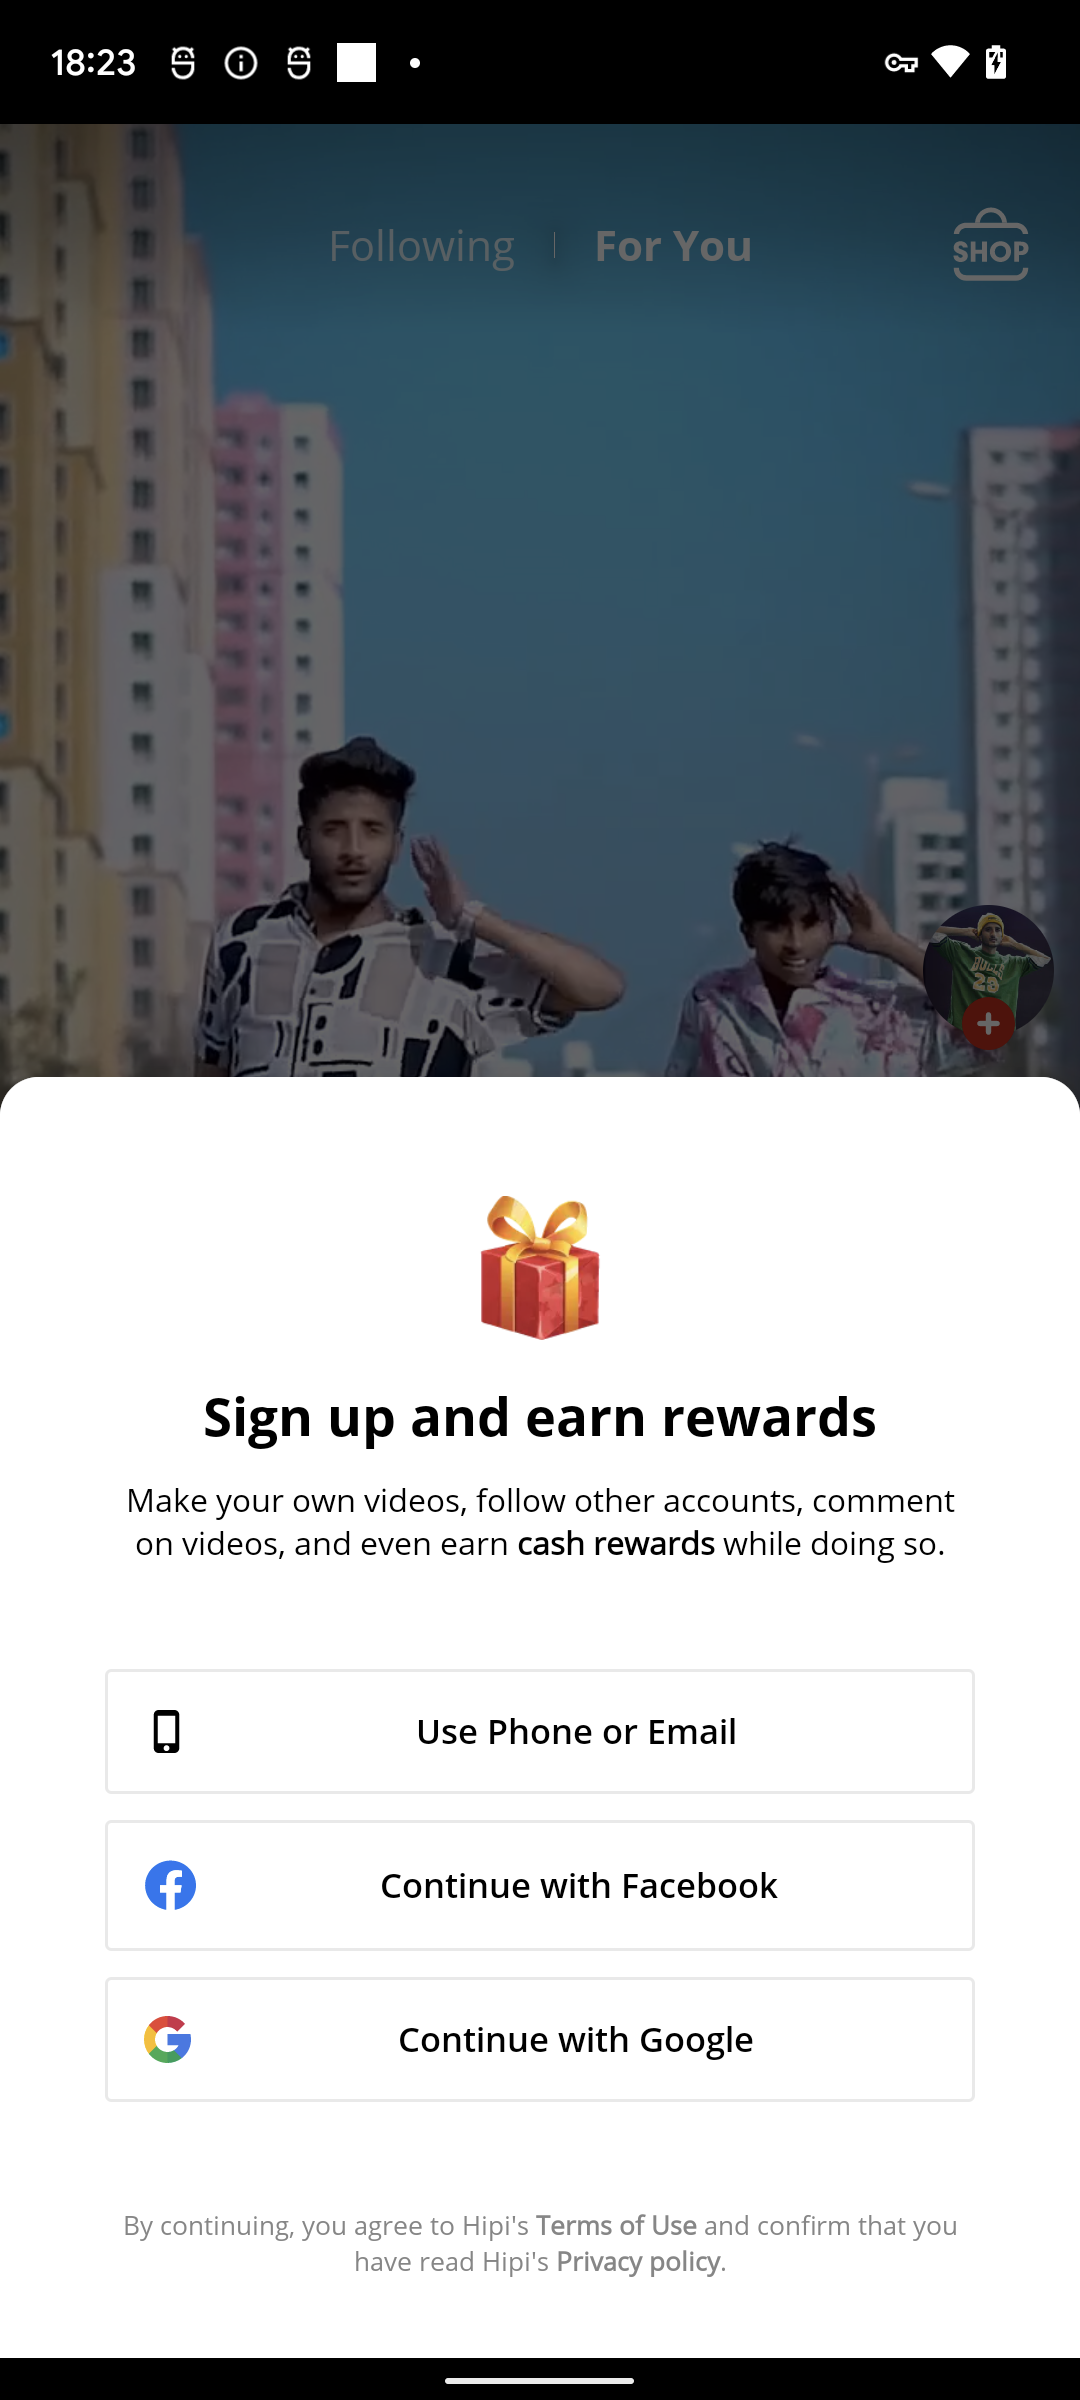 18:23
Following
For You
SHOP
BULLS
23
Sign up and earn rewards
Make your own videos, follow other accounts, comment
on videos, and even earn cash rewards while doing so.
Use Phone or Email
Continue with Facebook
Continue with Google
By continuing, you agree to Hipi's Terms of Use and confirm that you
have read Hipi's Privacy policy.